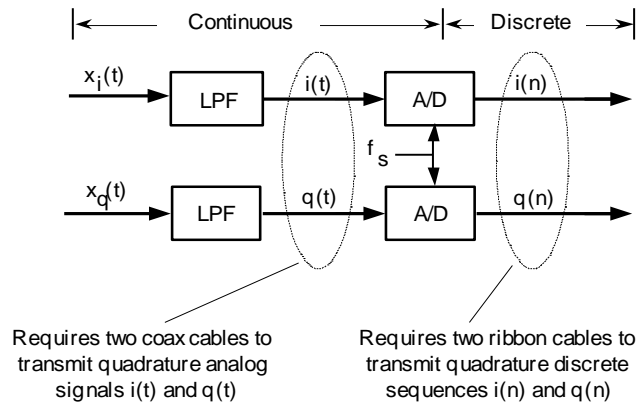 Continuous
Discrete
x_i(t)
LPF
i(t)
A/D
i(n)
f_s
x_q(t)
LPF
q(t)
A/D
q(n)
Requires two coax cables to
transmit quadrature analog
signals i(t) and q(t)
Requires two ribbon cables to
transmit quadrature discrete
sequences i(n) and q(n)